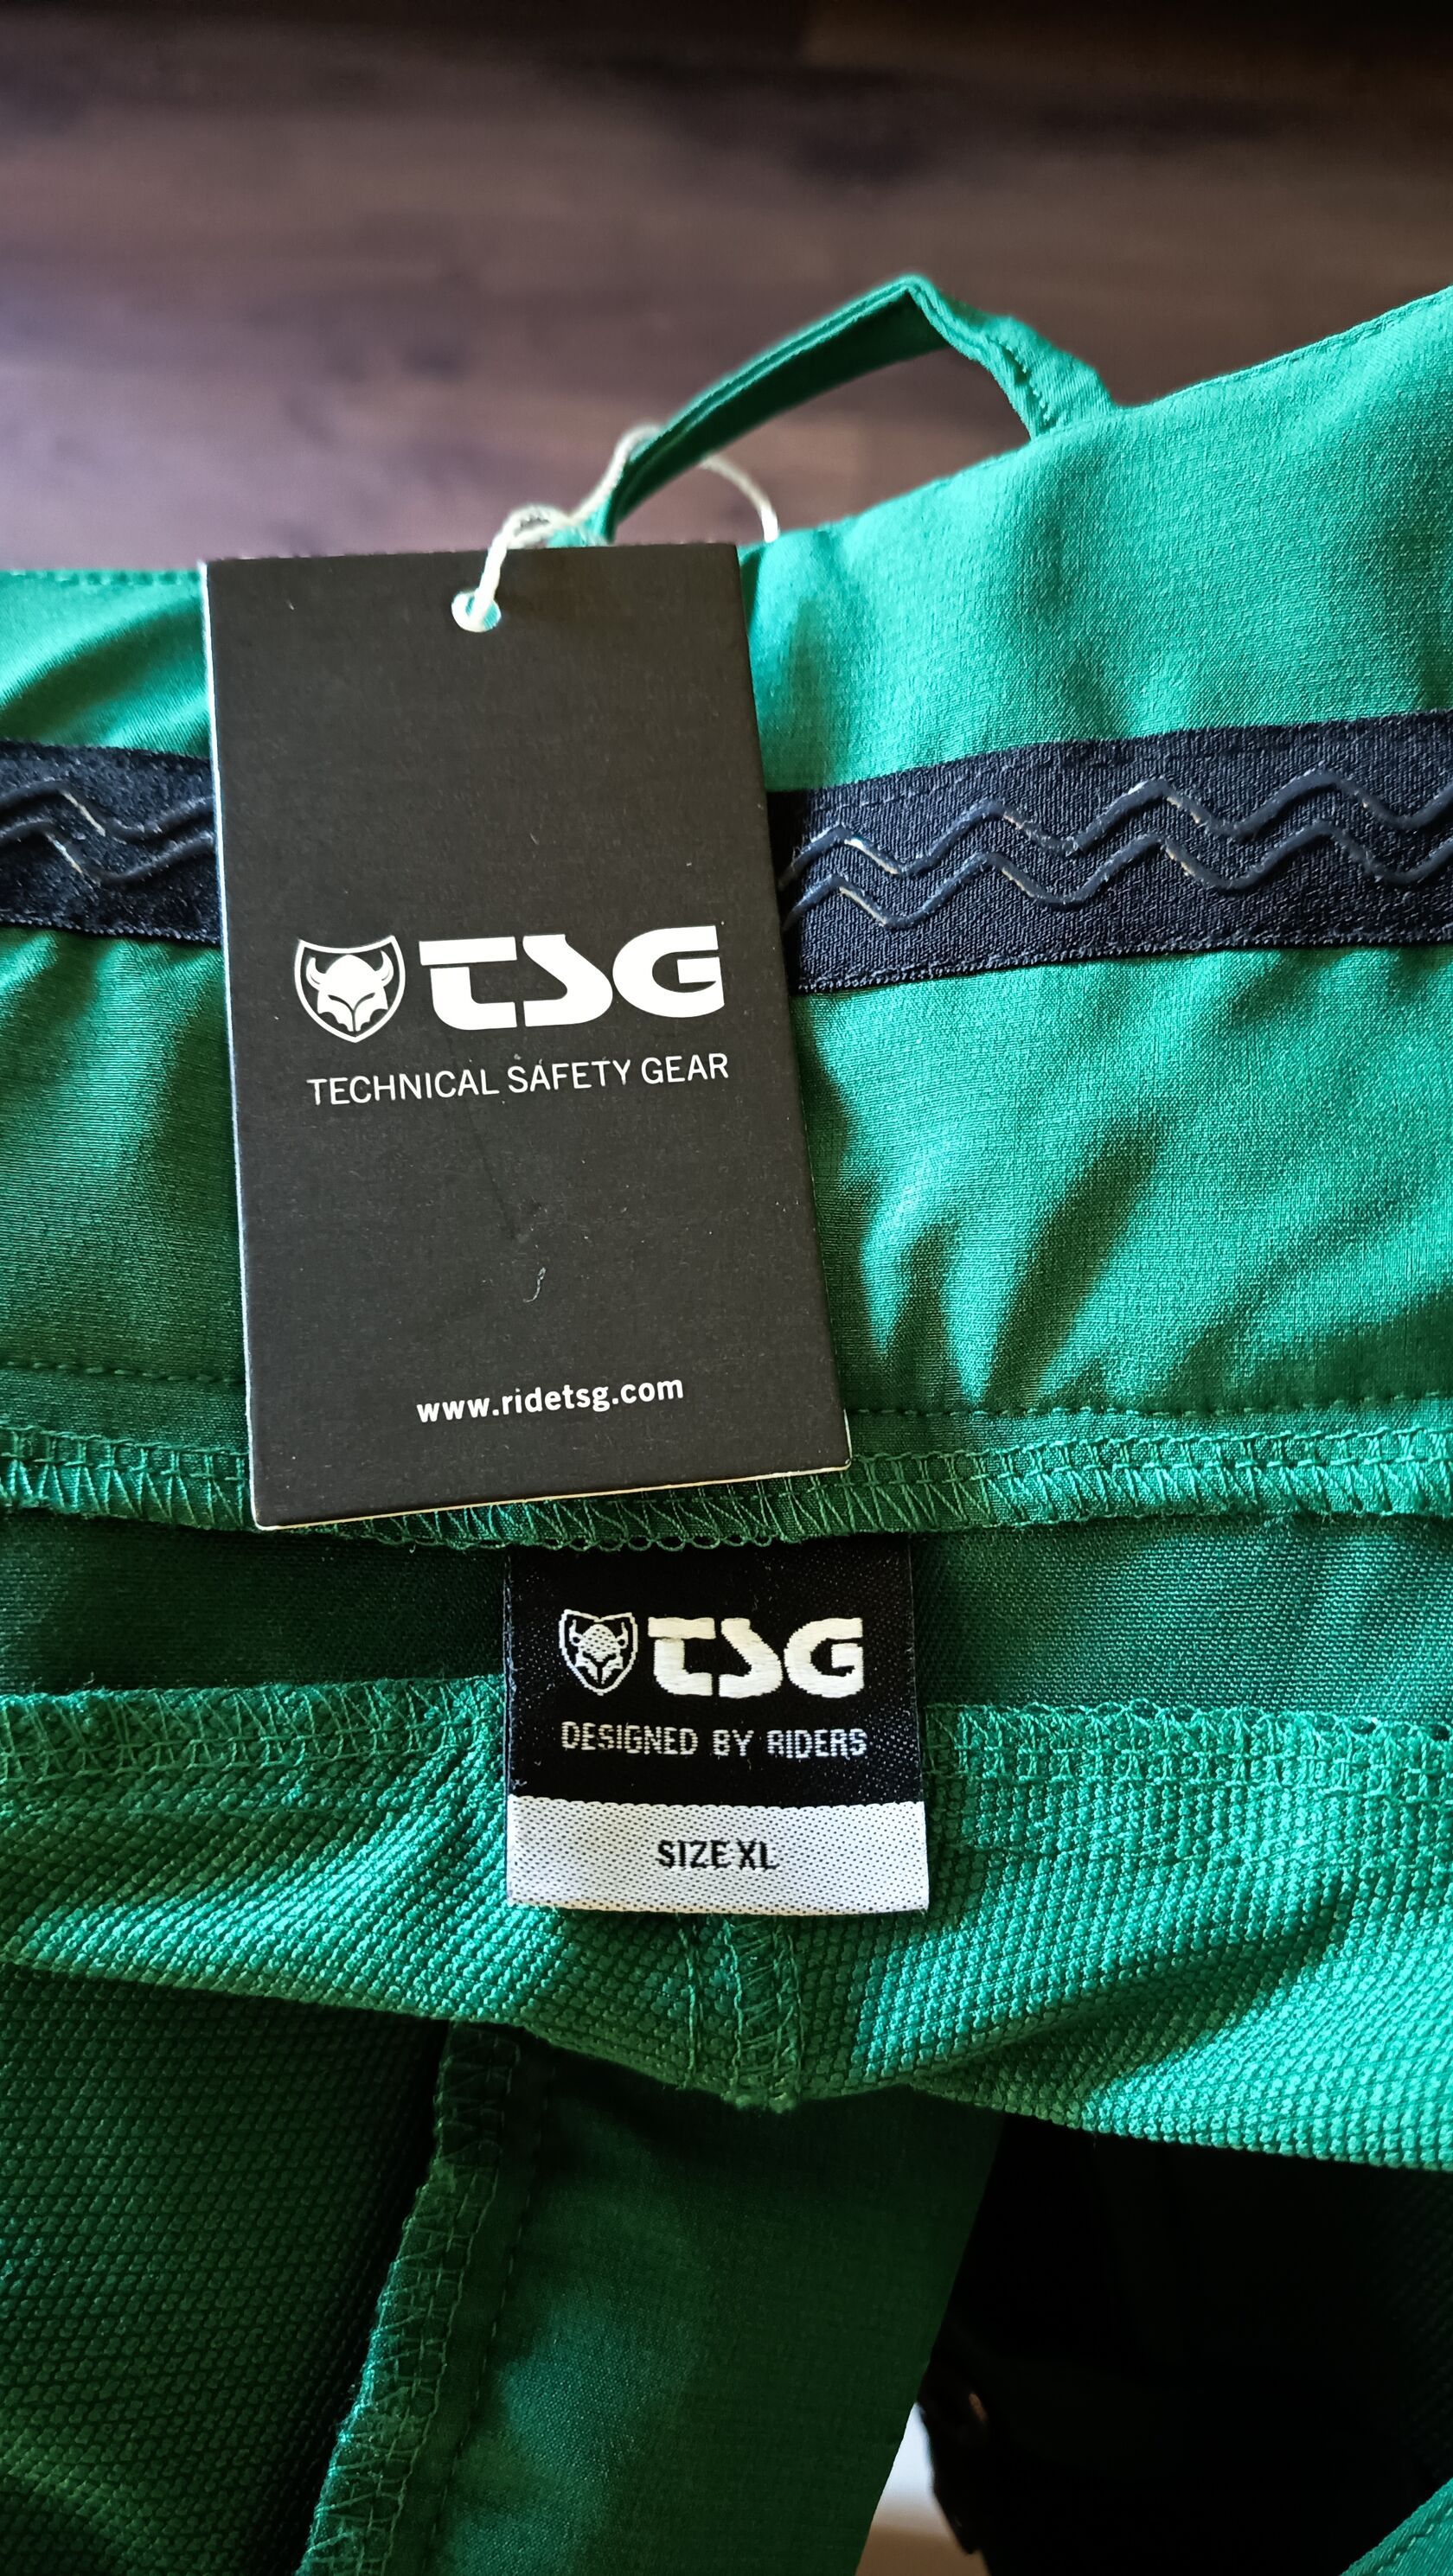 TSG
TECHNICAL SAFETY GEAR
www.ridetsg.com
TSG
DESIGNED BY RIDERS
SIZE XL